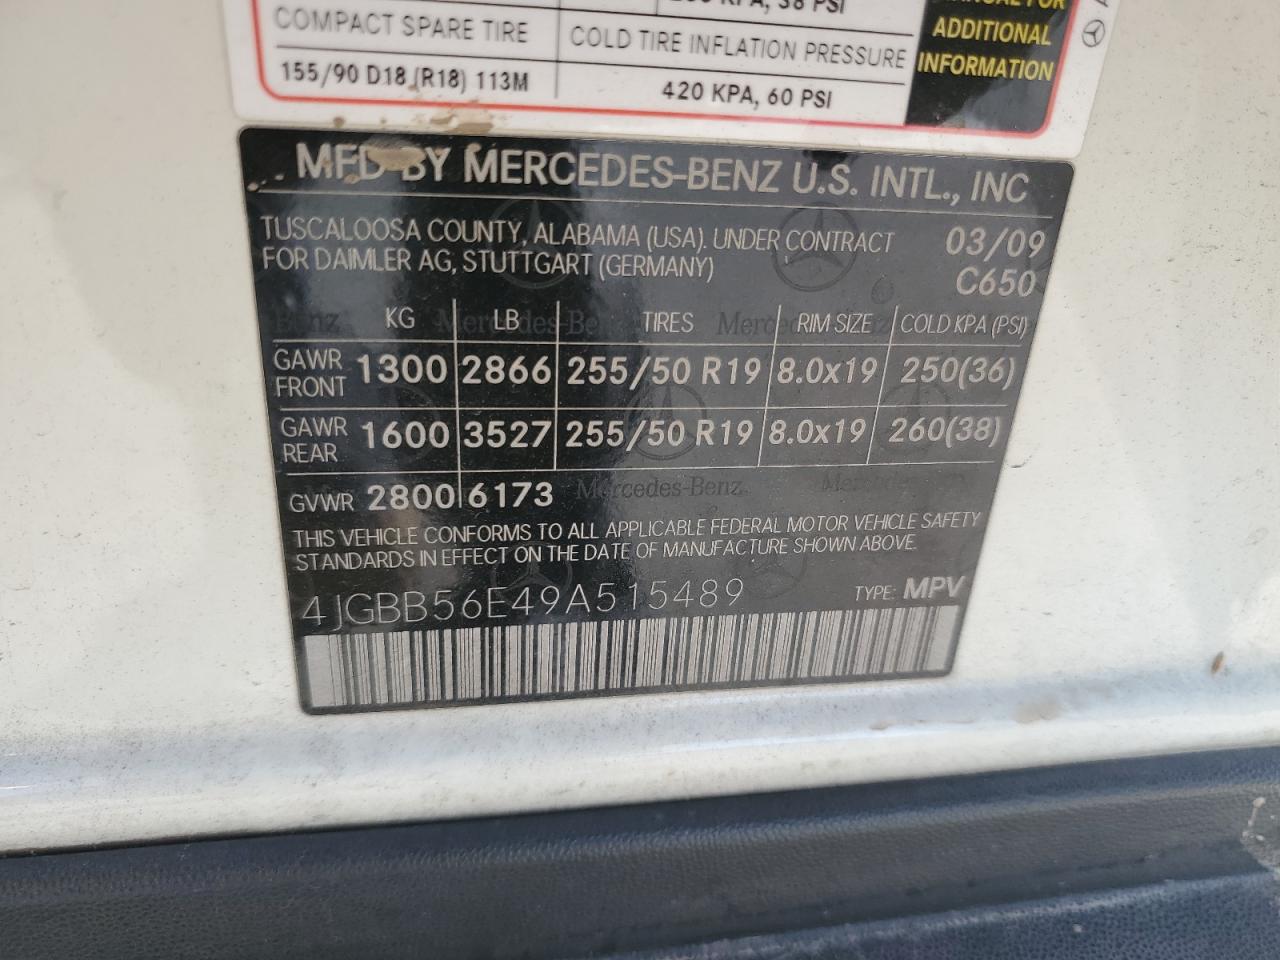 KPA, 38 PSI
COMPACT SPARE TIRE
COLD TIRE INFLATION PRESSURE
155/90 D18 (R18) 113M
420 KPA, 60 PSI
MANUAL FOR
ADDITIONAL
INFORMATION
MFD BY MERCEDES-BENZ U.S. INTL., INC
TUSCALOOSA COUNTY, ALABAMA (USA). UNDER CONTRACT 03/09
FOR DAIMLER AG, STUTTGART (GERMANY) C650
KG LB TIRES RIM SIZE COLD KPA (PSI)
GAWR FRONT 1300 2866 255/50 R19 8.0x19 250(36)
GAWR REAR 1600 3527 255/50 R19 8.0x19 260(38)
GVWR 2800 6173 Mercedes-Benz
THIS VEHICLE CONFORMS TO ALL APPLICABLE FEDERAL MOTOR VEHICLE SAFETY
STANDARDS IN EFFECT ON THE DATE OF MANUFACTURE SHOWN ABOVE.
4JGBB56E49A515489 TYPE: MPV